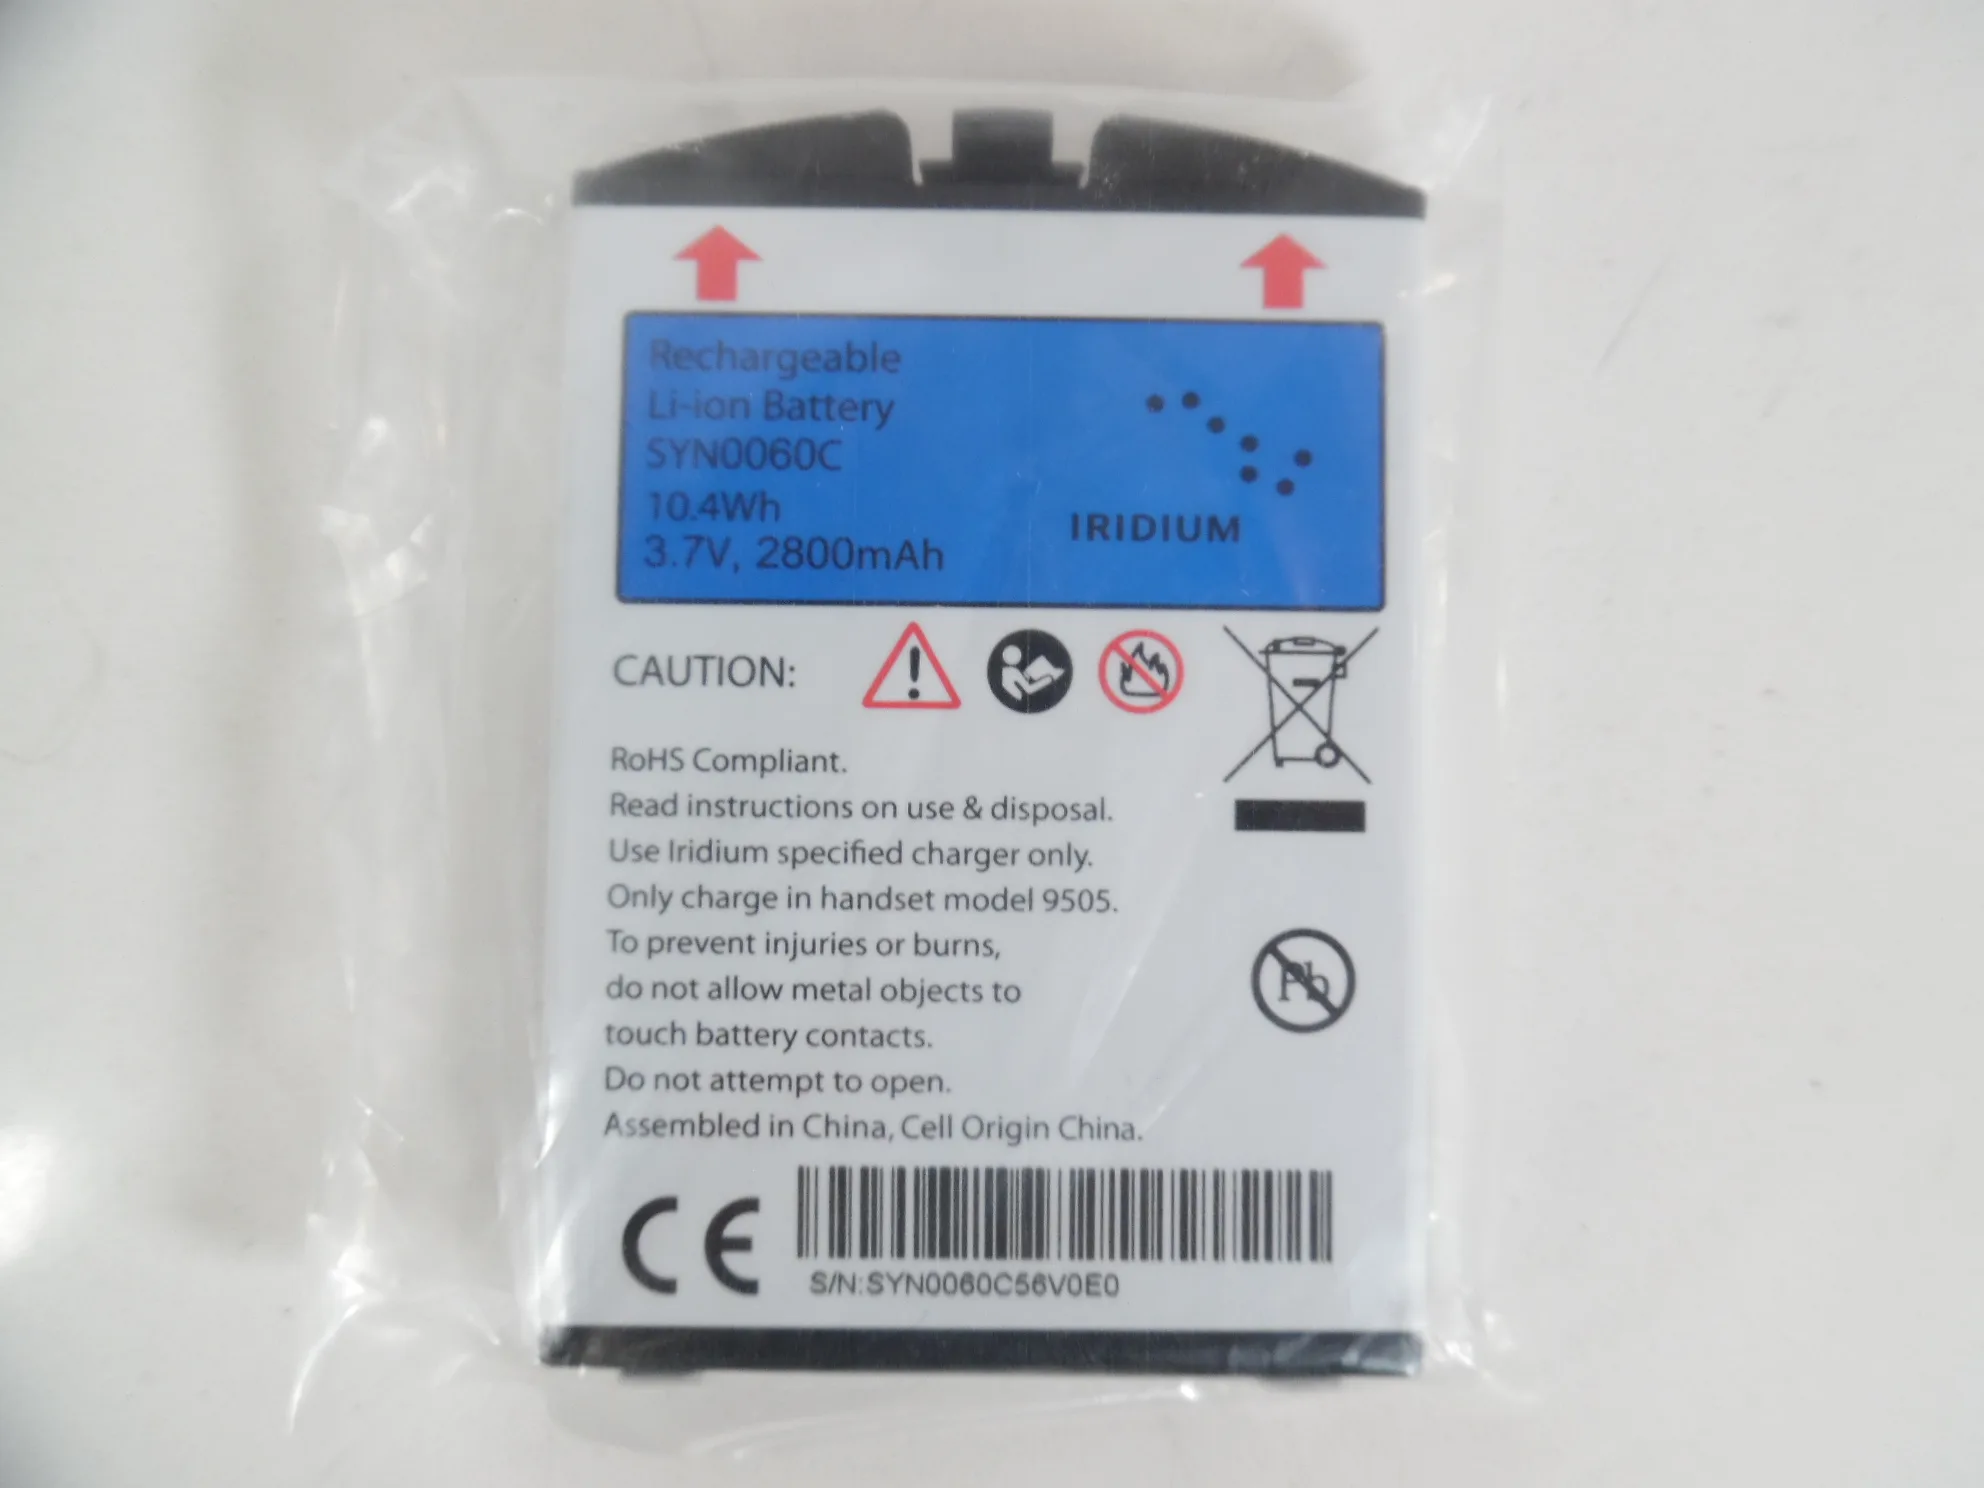 Rechargeable
Li-ion Battery
SYN0060C
10.4Wh
3.7V, 2800mAh
IRIDIUM
CAUTION:
RoHS Compliant.
Read instructions on use & disposal.
Use Iridium specified charger only.
Only charge in handset model 9505.
To prevent injuries or burns,
do not allow metal objects to
touch battery contacts.
Do not attempt to open.
Assembled in China, Cell Origin China.
Pb
CE
S/N:SYN0060C56V0E0